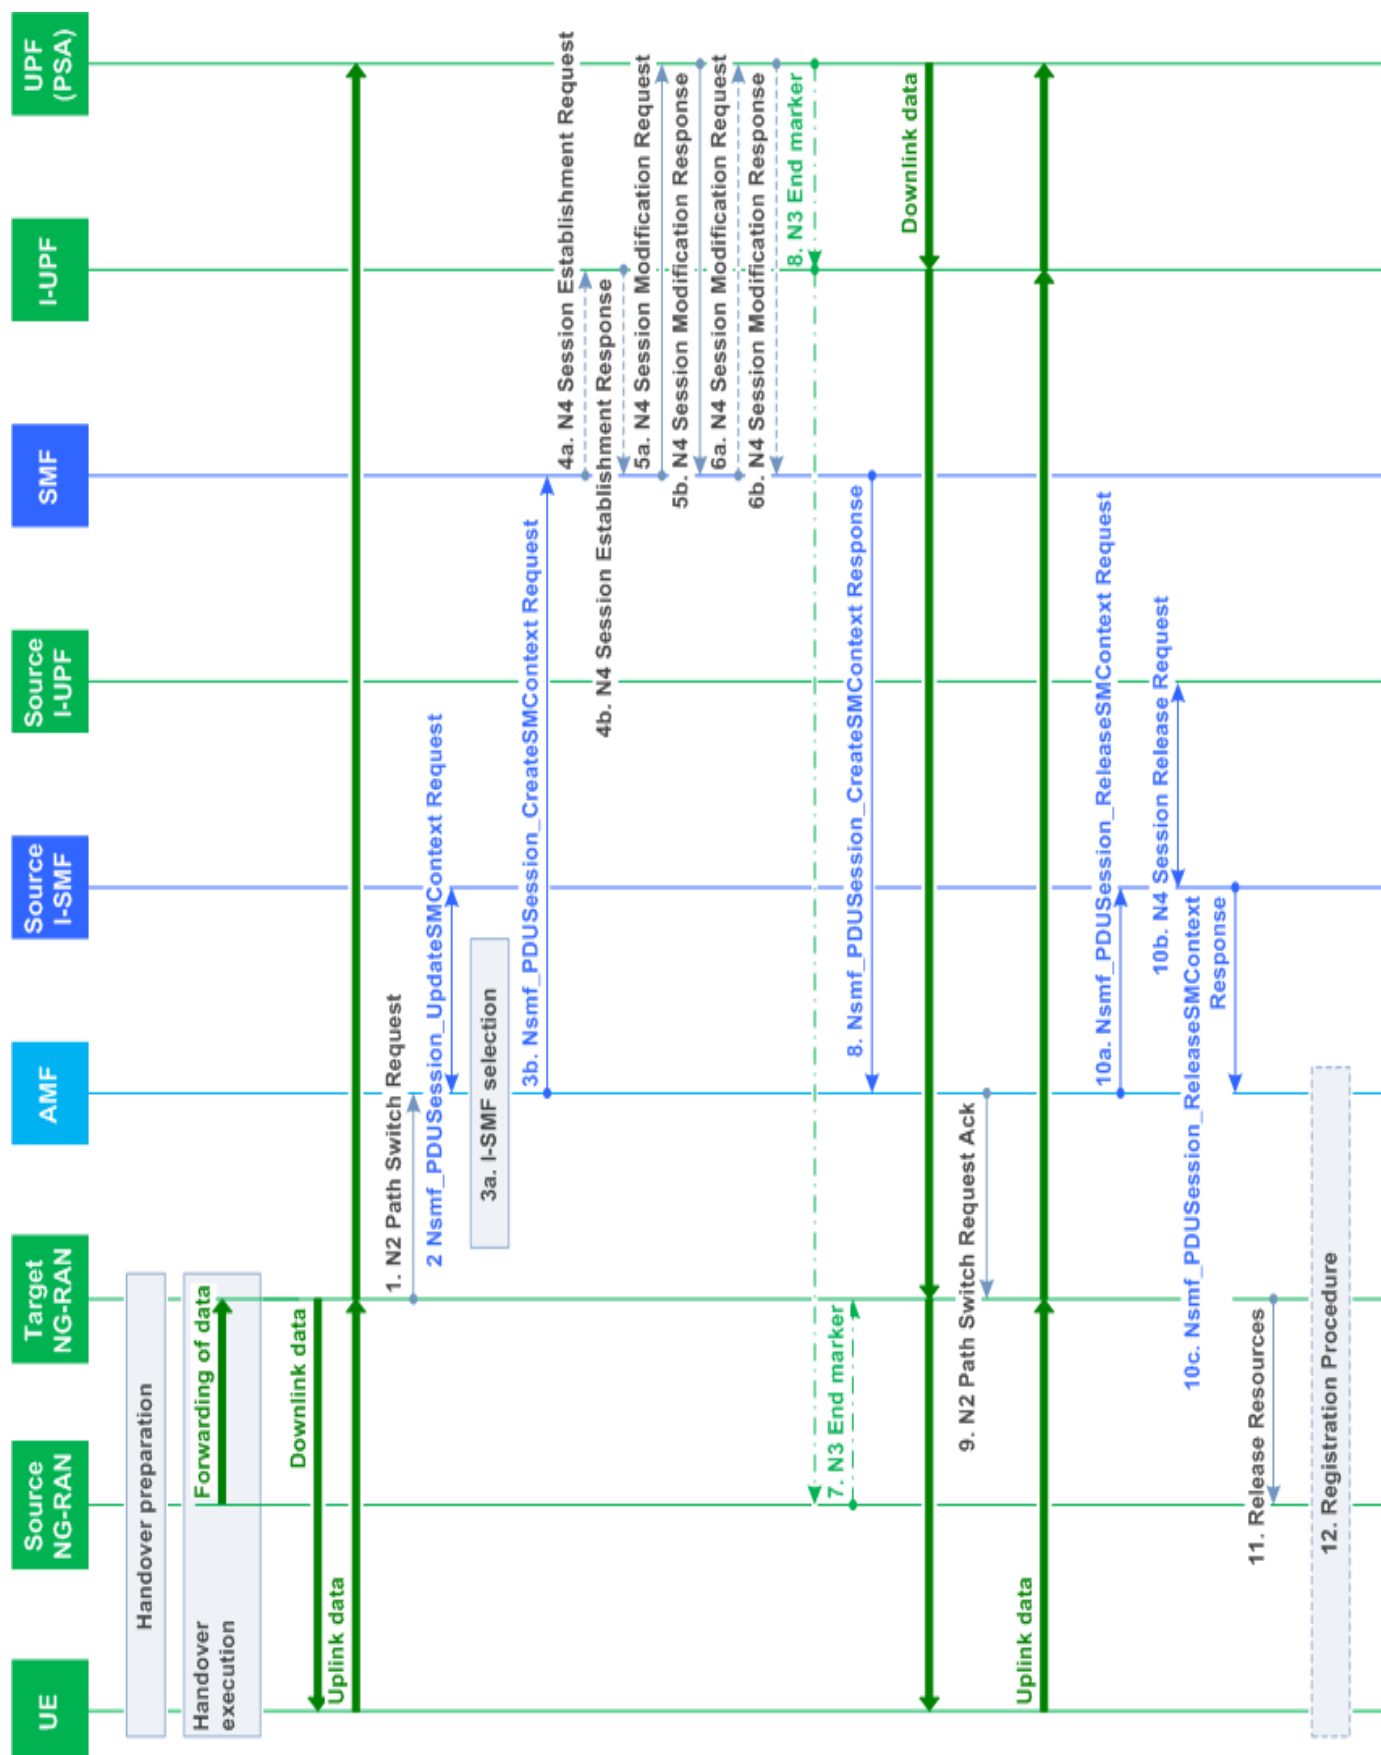 UE
Source
NG-RAN
Target
NG-RAN
AMF
Source
I-SMF
Source
I-UPF
SMF
I-UPF
UPF
(PSA)
Handover preparation
Handover
execution
Forwarding of data
Downlink data
Uplink data
1. N2 Path Switch Request
2 Nsmf_PDUSession_UpdateSMContext Request
3a. I-SMF selection
3b. Nsmf_PDUSession_CreateSMContext Request
4a. N4 Session Establishment Request
4b. N4 Session Establishment Response
5a. N4 Session Modification Request
5b. N4 Session Modification Response
6a. N4 Session Modification Request
6b. N4 Session Modification Response
8. N3 End marker
7. N3 End marker
8. Nsmf_PDUSession_CreateSMContext Response
Downlink data
9. N2 Path Switch Request Ack
Uplink data
10a. Nsmf_PDUSession_ReleaseSMContext Request
10b. N4 Session Release Request
10c. Nsmf_PDUSession_ReleaseSMContext
Response
11. Release Resources
12. Registration Procedure